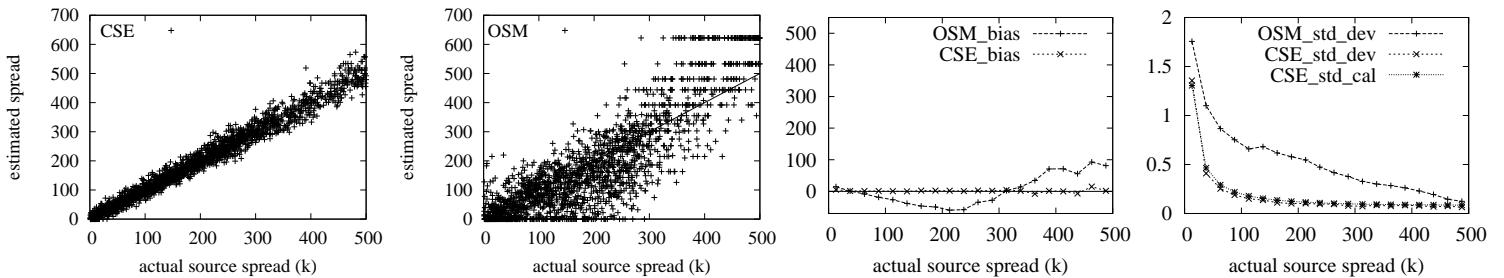 CSE
700
600
500
400
300
200
100
0
0 100 200 300 400 500
estimated spread
actual source spread (k)
OSM
700
600
500
400
300
200
100
0
0 100 200 300 400 500
estimated spread
actual source spread (k)
OSM_bias
CSE_bias
500
400
300
200
100
0
0 100 200 300 400 500
actual source spread (k)
OSM_std_dev
CSE_std_dev
CSE_std_cal
2
1.5
1
0.5
0
0 100 200 300 400 500
actual source spread (k)